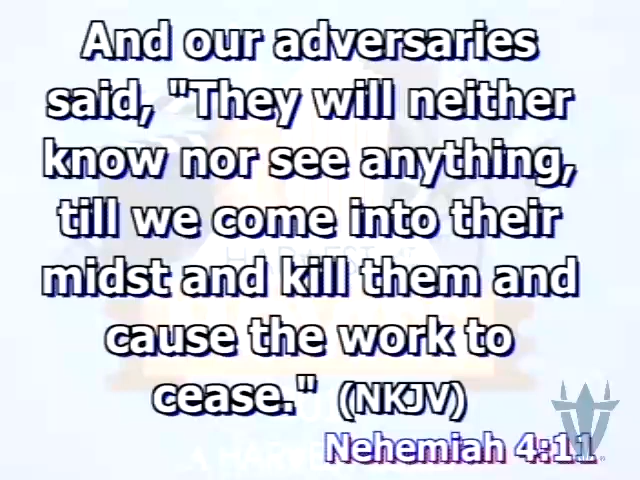 And our adversaries
said, "They will neither
know nor see anything,
till we come into their
midst and kill them and
cause the work to
cease." (NKJV)
Nehemiah 4:11